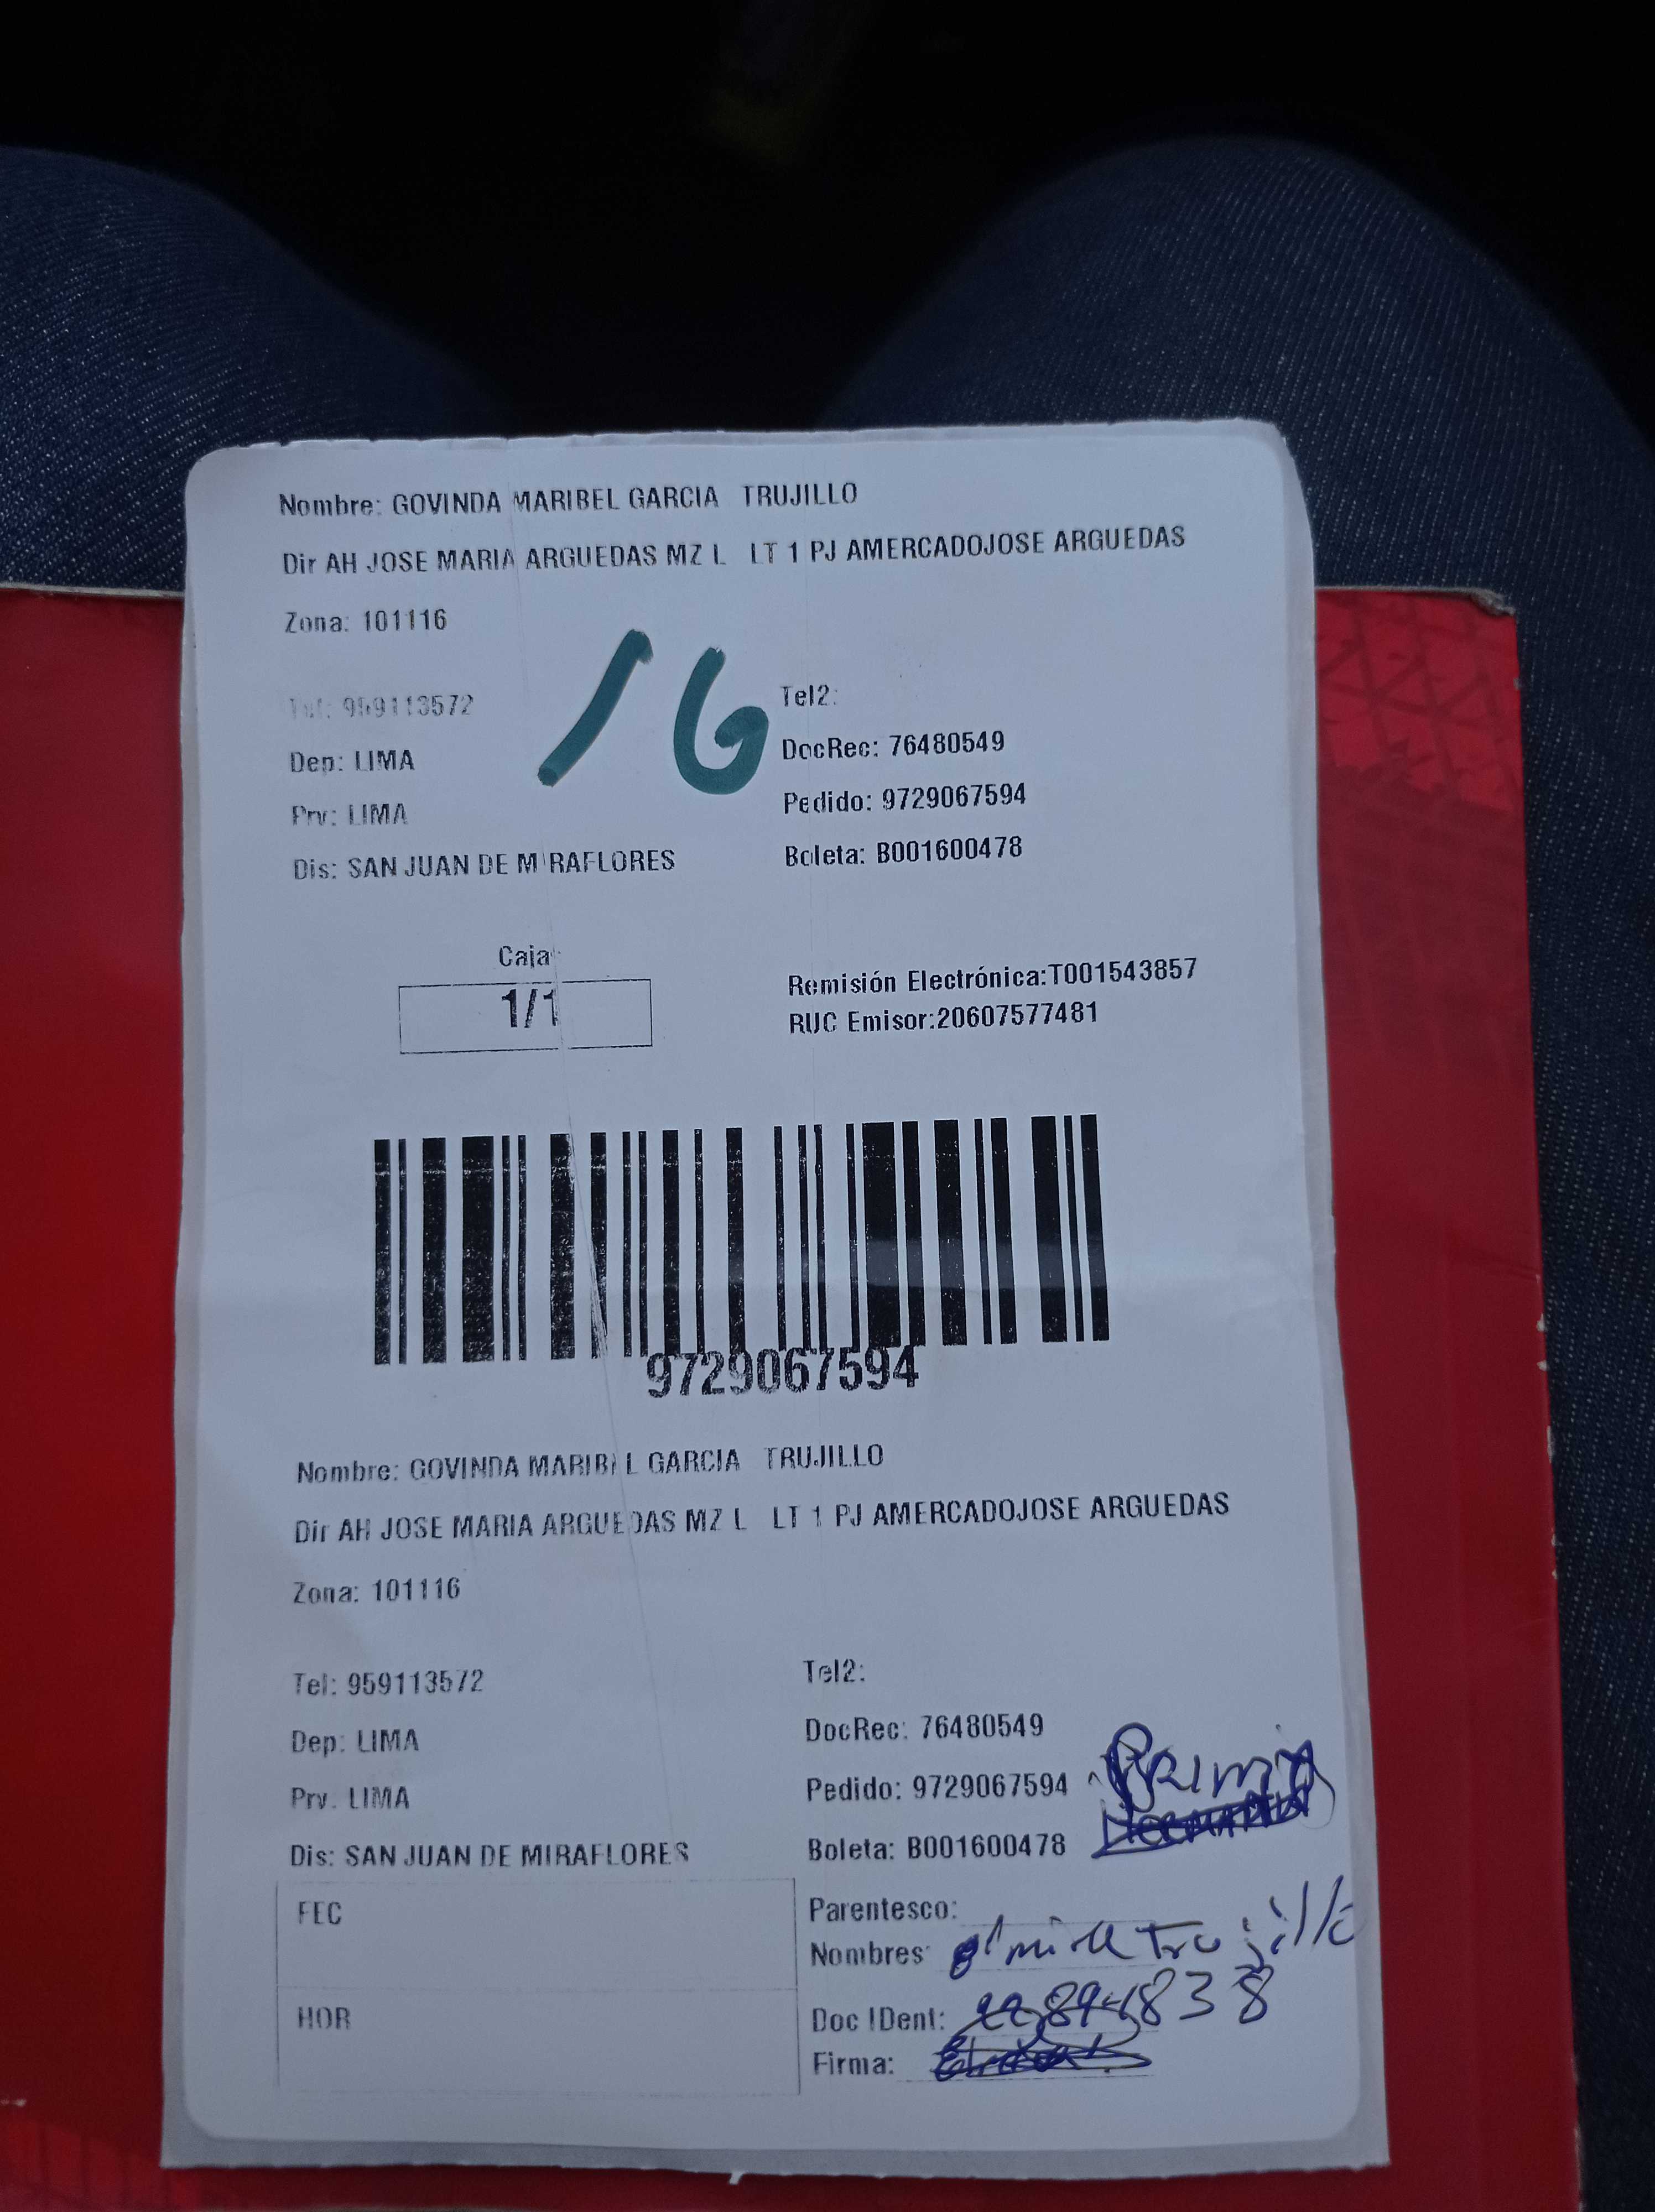 Nombre: GOVINDA MARIBEL GARCIA TRUJILLO
Dir AH JOSE MARIA ARGUEDAS MZ L LT 1 PJ AMERCADOJOSE ARGUEDAS
Zona: 101116
16
Tel: 959113572 Tel2:
Dep: LIMA DocRec: 76480549
Prv: LIMA Pedido: 9729067594
Dis: SAN JUAN DE MIRAFLORES Boleta: B001600478
Caja
1/1
Remisión Electrónica:T001543857
RUC Emisor:20607577481
9729067594
Nombre: GOVINDA MARIBEL GARCIA TRUJILLO
Dir AH JOSE MARIA ARGUEDAS MZ L LT 1 PJ AMERCADOJOSE ARGUEDAS
Zona: 101116
Tel: 959113572 Tel2:
Dep: LIMA DocRec: 76480549
Prv. LIMA Pedido: 9729067594 Prima
Dis: SAN JUAN DE MIRAFLORES Boleta: B001600478
FEC Parentesco:
Nombres Trujillo
HOR Doc IDent:
Firma: